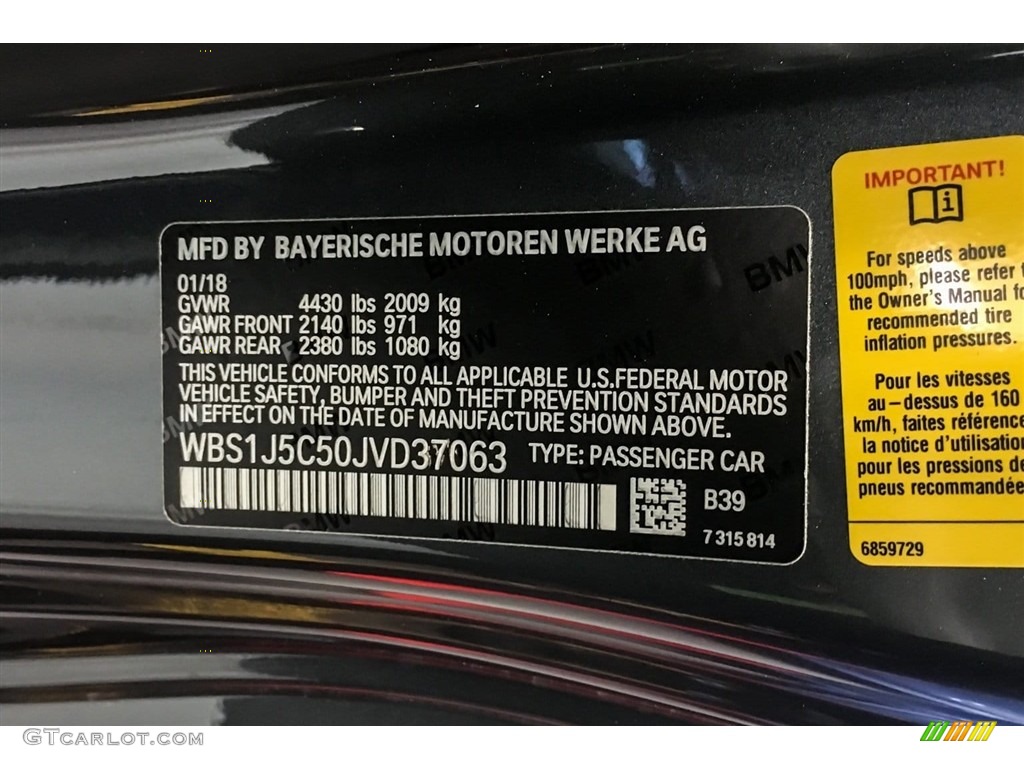 MFD BY BAYERISCHE MOTOREN WERKE AG
01/18
GVWR 4430 lbs 2009 kg
GAWR FRONT 2140 lbs 971 kg
GAWR REAR 2380 lbs 1080 kg
THIS VEHICLE CONFORMS TO ALL APPLICABLE U.S.FEDERAL MOTOR
VEHICLE SAFETY, BUMPER AND THEFT PREVENTION STANDARDS
IN EFFECT ON THE DATE OF MANUFACTURE SHOWN ABOVE.
WBS1J5C50JVD37063 TYPE: PASSENGER CAR
B39
7 315 814
IMPORTANT!
For speeds above
100mph, please refer
the Owner's Manual
recommended tire
inflation pressures.
Pour les vitesses
au-dessus de 160
km/h, faites référence
la notice d'utilisation
pour les pressions de
pneus recommandée
6859729
GTCarlot.com